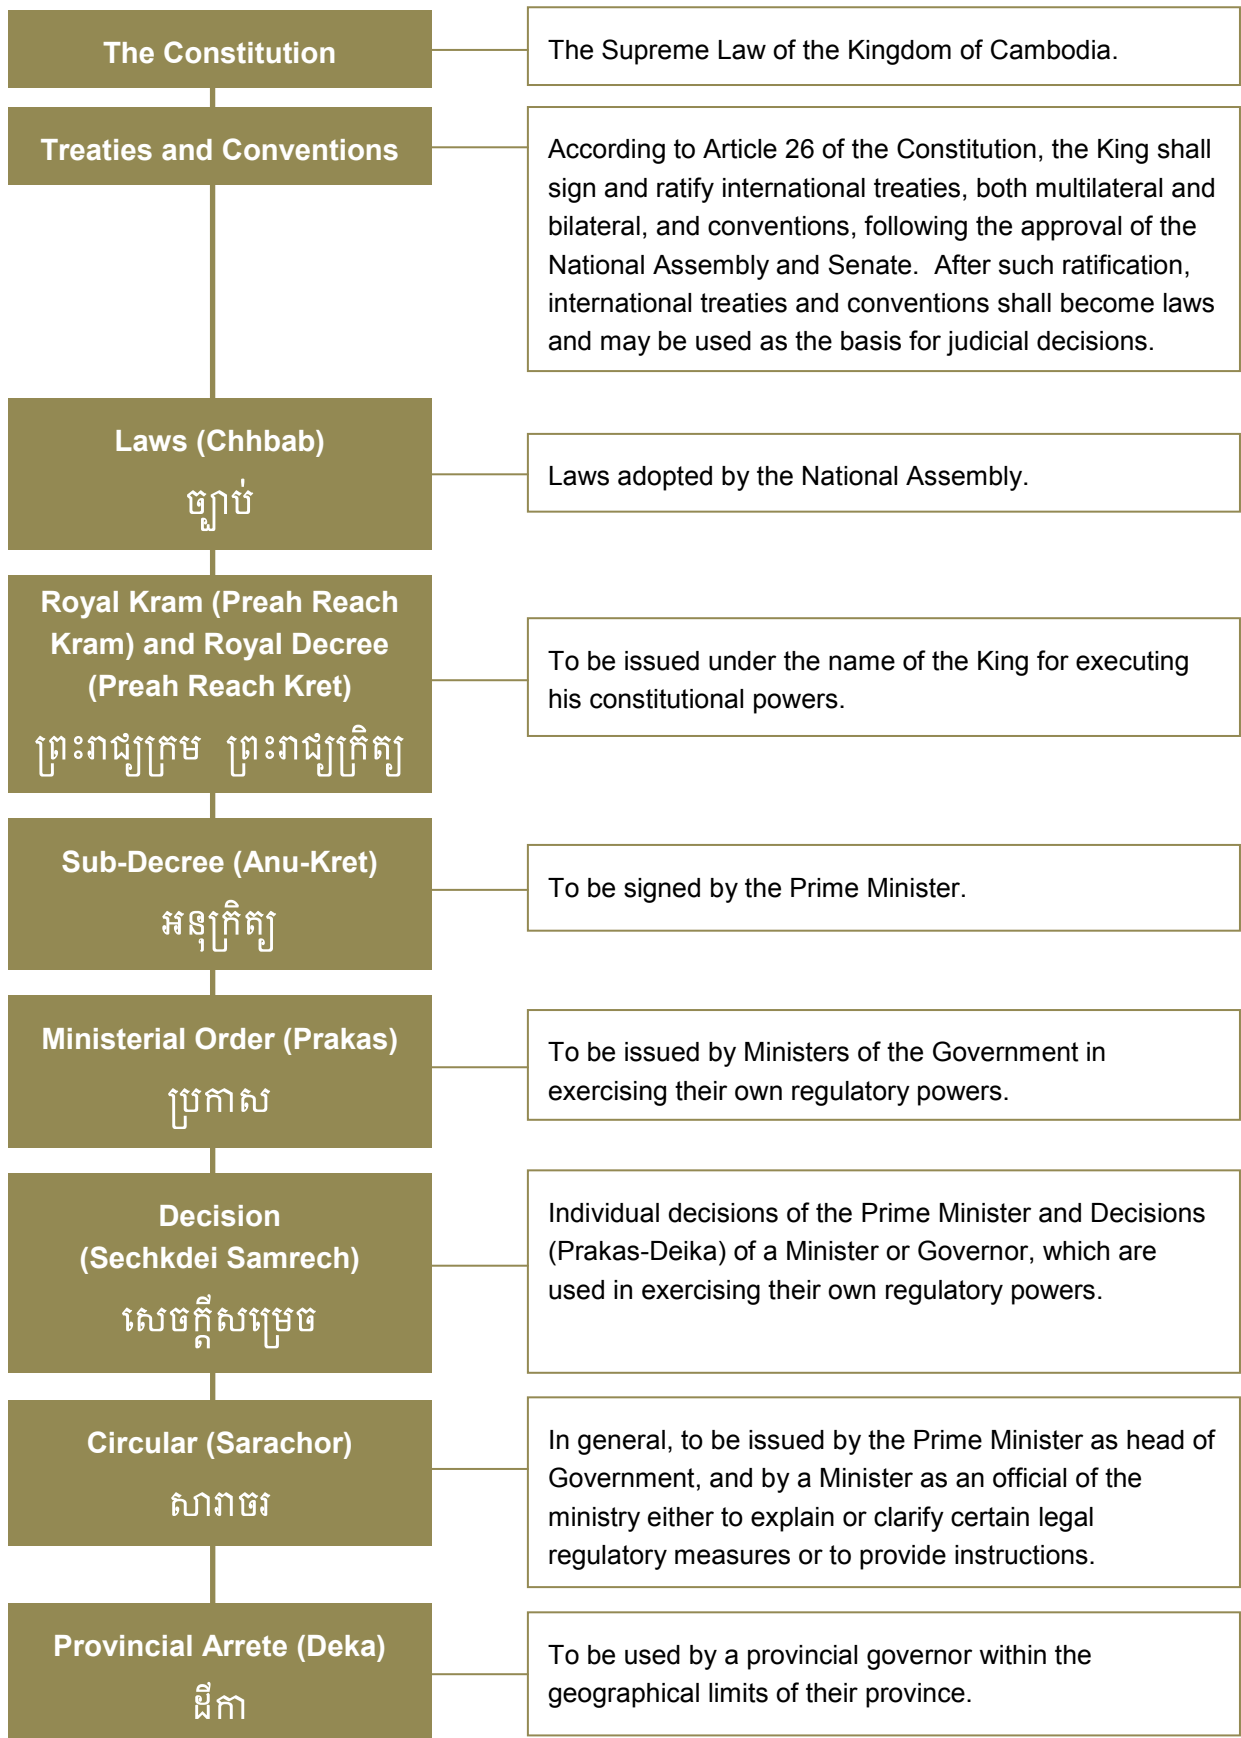 The Constitution
The Supreme Law of the Kingdom of Cambodia.
Treaties and Conventions
According to Article 26 of the Constitution, the King shall
sign and ratify international treaties, both multilateral and
bilateral, and conventions, following the approval of the
National Assembly and Senate.  After such ratification,
international treaties and conventions shall become laws
and may be used as the basis for judicial decisions.
Laws (Chhbab)
ច្បាប់
Laws adopted by the National Assembly.
Royal Kram (Preah Reach
Kram) and Royal Decree
(Preah Reach Kret)
ព្រះរាជ្យក្រម  ព្រះរាជ្យក្រិត្យ
To be issued under the name of the King for executing
his constitutional powers.
Sub-Decree (Anu-Kret)
អនុក្រិត្យ
To be signed by the Prime Minister.
Ministerial Order (Prakas)
ប្រកាស
To be issued by Ministers of the Government in
exercising their own regulatory powers.
Decision
(Sechkdei Samrech)
សេចក្តីសម្រេច
Individual decisions of the Prime Minister and Decisions
(Prakas-Deika) of a Minister or Governor, which are
used in exercising their own regulatory powers.
Circular (Sarachor)
សារាចរ
In general, to be issued by the Prime Minister as head of
Government, and by a Minister as an official of the
ministry either to explain or clarify certain legal
regulatory measures or to provide instructions.
Provincial Arrete (Deka)
ដីកា
To be used by a provincial governor within the
geographical limits of their province.